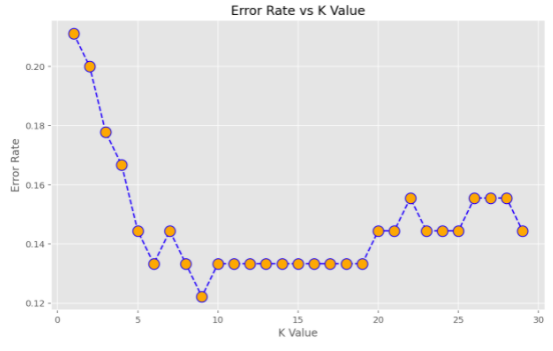 Error Rate vs K Value
Error Rate
0.20
0.18
0.16
0.14
0.12
0 5 10 15 20 25 30
K Value